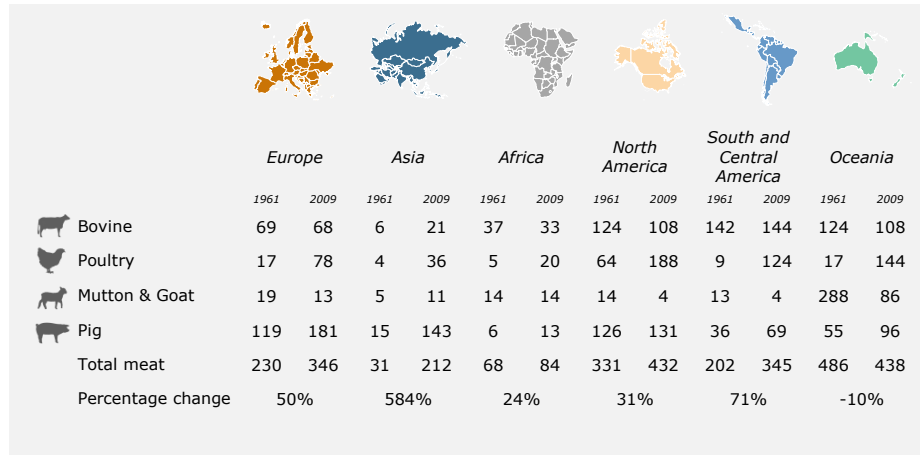 Europe Asia Africa North America South and Central America Oceania
1961 2009 1961 2009 1961 2009 1961 2009 1961 2009 1961 2009
Bovine 69 68 6 21 37 33 124 108 142 144 124 108
Poultry 17 78 4 36 5 20 64 188 9 124 17 144
Mutton & Goat 19 13 5 11 14 14 14 4 13 4 288 86
Pig 119 181 15 143 6 13 126 131 36 69 55 96
Total meat 230 346 31 212 68 84 331 432 202 345 486 438
Percentage change 50% 584% 24% 31% 71% -10%